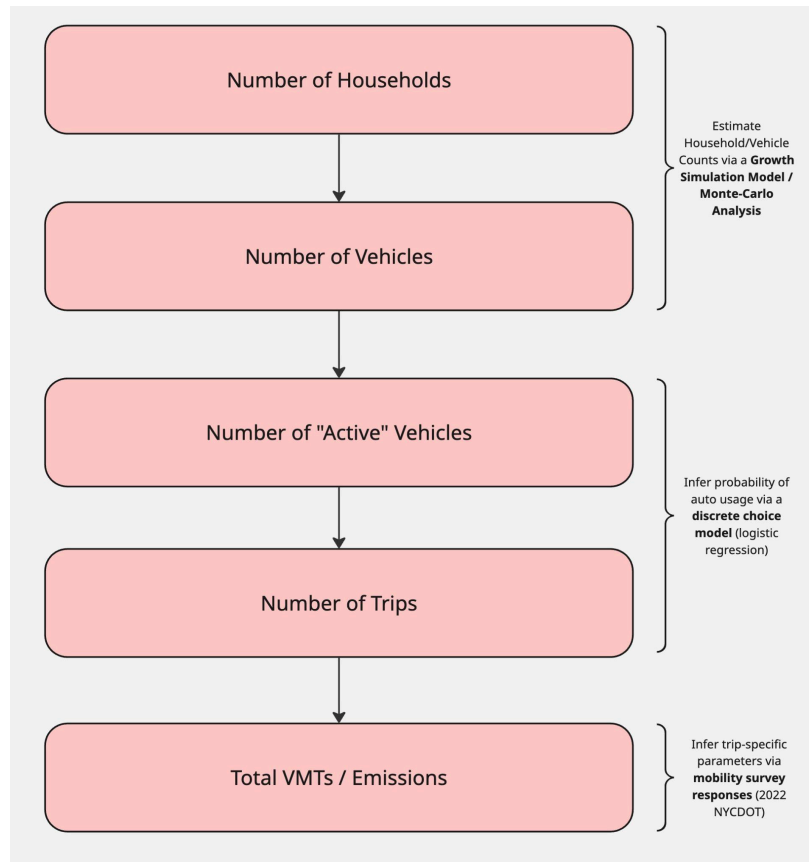 Number of Households
Estimate
Household/Vehicle
Counts via a Growth
Simulation Model /
Monte-Carlo
Analysis
Number of Vehicles
Number of "Active" Vehicles
Infer probability of
auto usage via a
discrete choice
model (logistic
regression)
Number of Trips
Total VMTs / Emissions
Infer trip-specific
parameters via
mobility survey
responses (2022
NYCDOT)